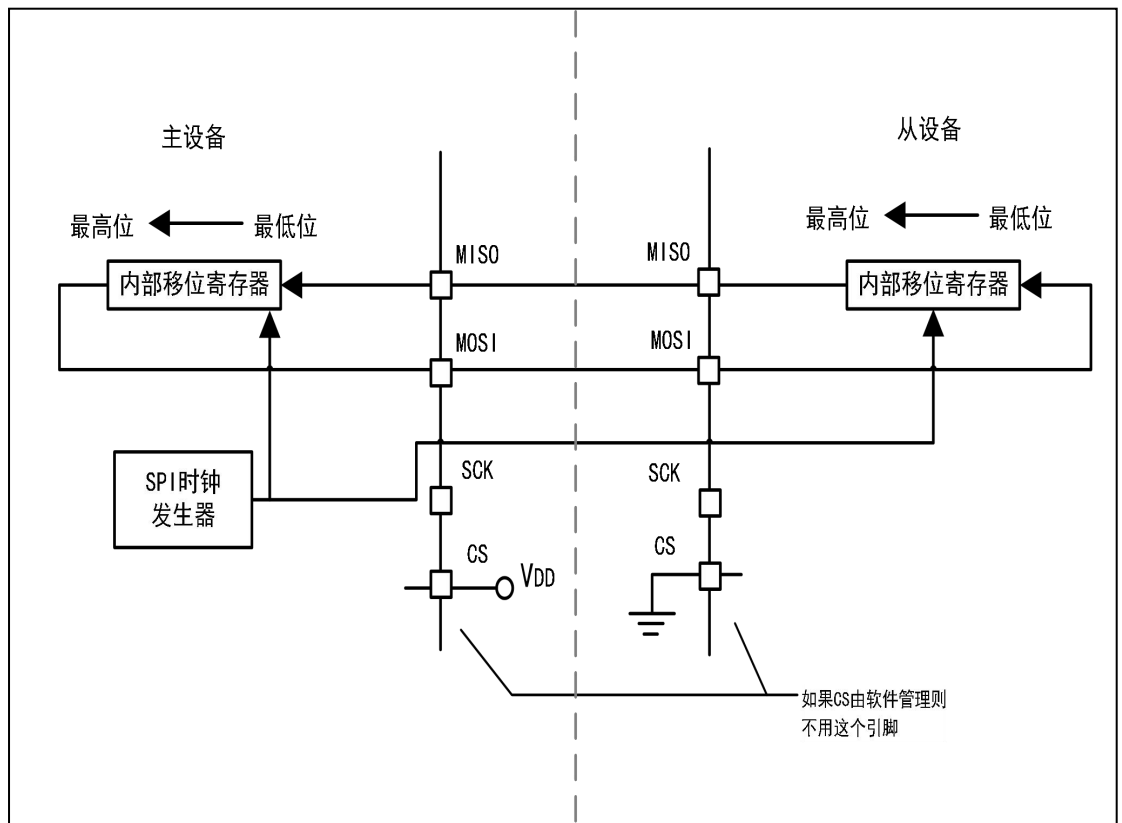 主设备
从设备
最高位 最低位
最高位 最低位
MISO
MISO
内部移位寄存器
内部移位寄存器
MOSI
MOSI
SPI时钟
发生器
SCK
SCK
CS
CS
VDD
如果CS由软件管理则
不用这个引脚